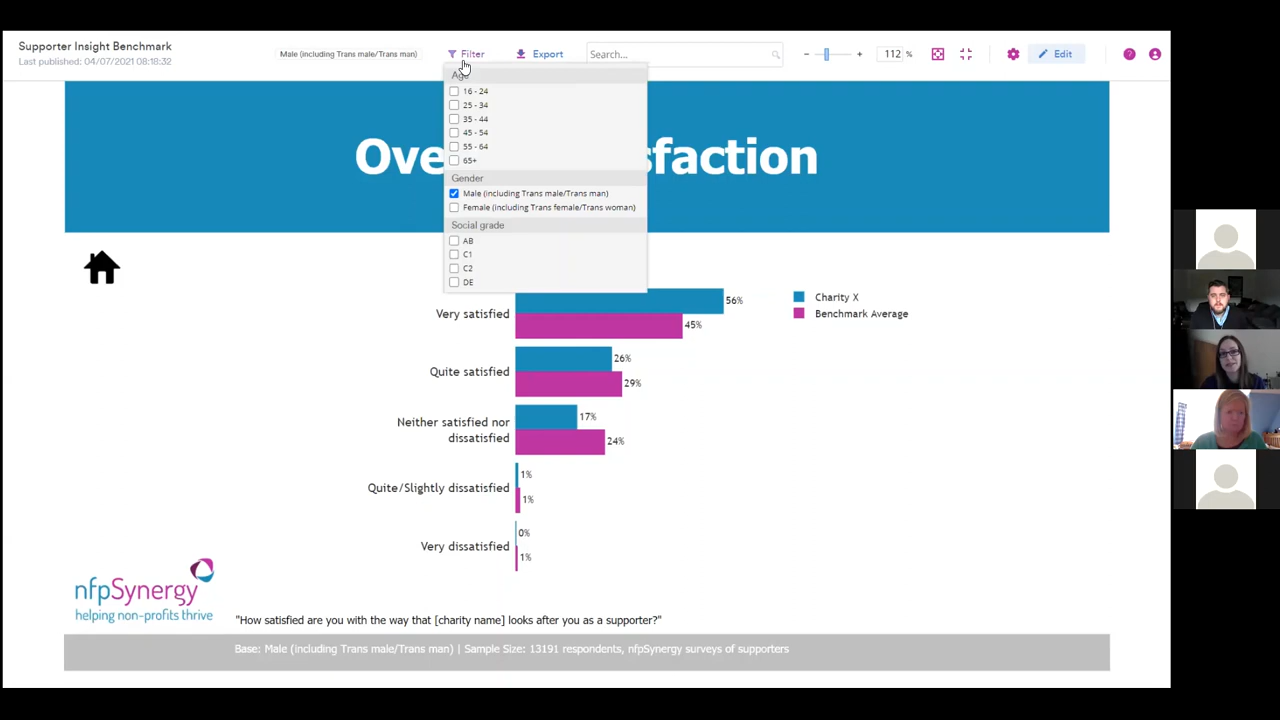 Supporter Insight Benchmark
Last published: 04/07/2021 08:18:32
Male (including Trans male/Trans man)
Filter
Export
Search...
112 %
Edit
Age
16 - 24
25 - 34
35 - 44
45 - 54
55 - 64
65+
Gender
Male (including Trans male/Trans man)
Female (including Trans female/Trans woman)
Social grade
AB
C1
C2
DE
Very satisfied
56%
45%
Charity X
Benchmark Average
Quite satisfied
26%
29%
Neither satisfied nor
dissatisfied
17%
24%
Quite/Slightly dissatisfied
1%
1%
Very dissatisfied
0%
1%
nfpSynergy
helping non-profits thrive
"How satisfied are you with the way that [charity name] looks after you as a supporter?"
Base: Male (including Trans male/Trans man) | Sample Size: 13191 respondents, nfpSynergy surveys of supporters